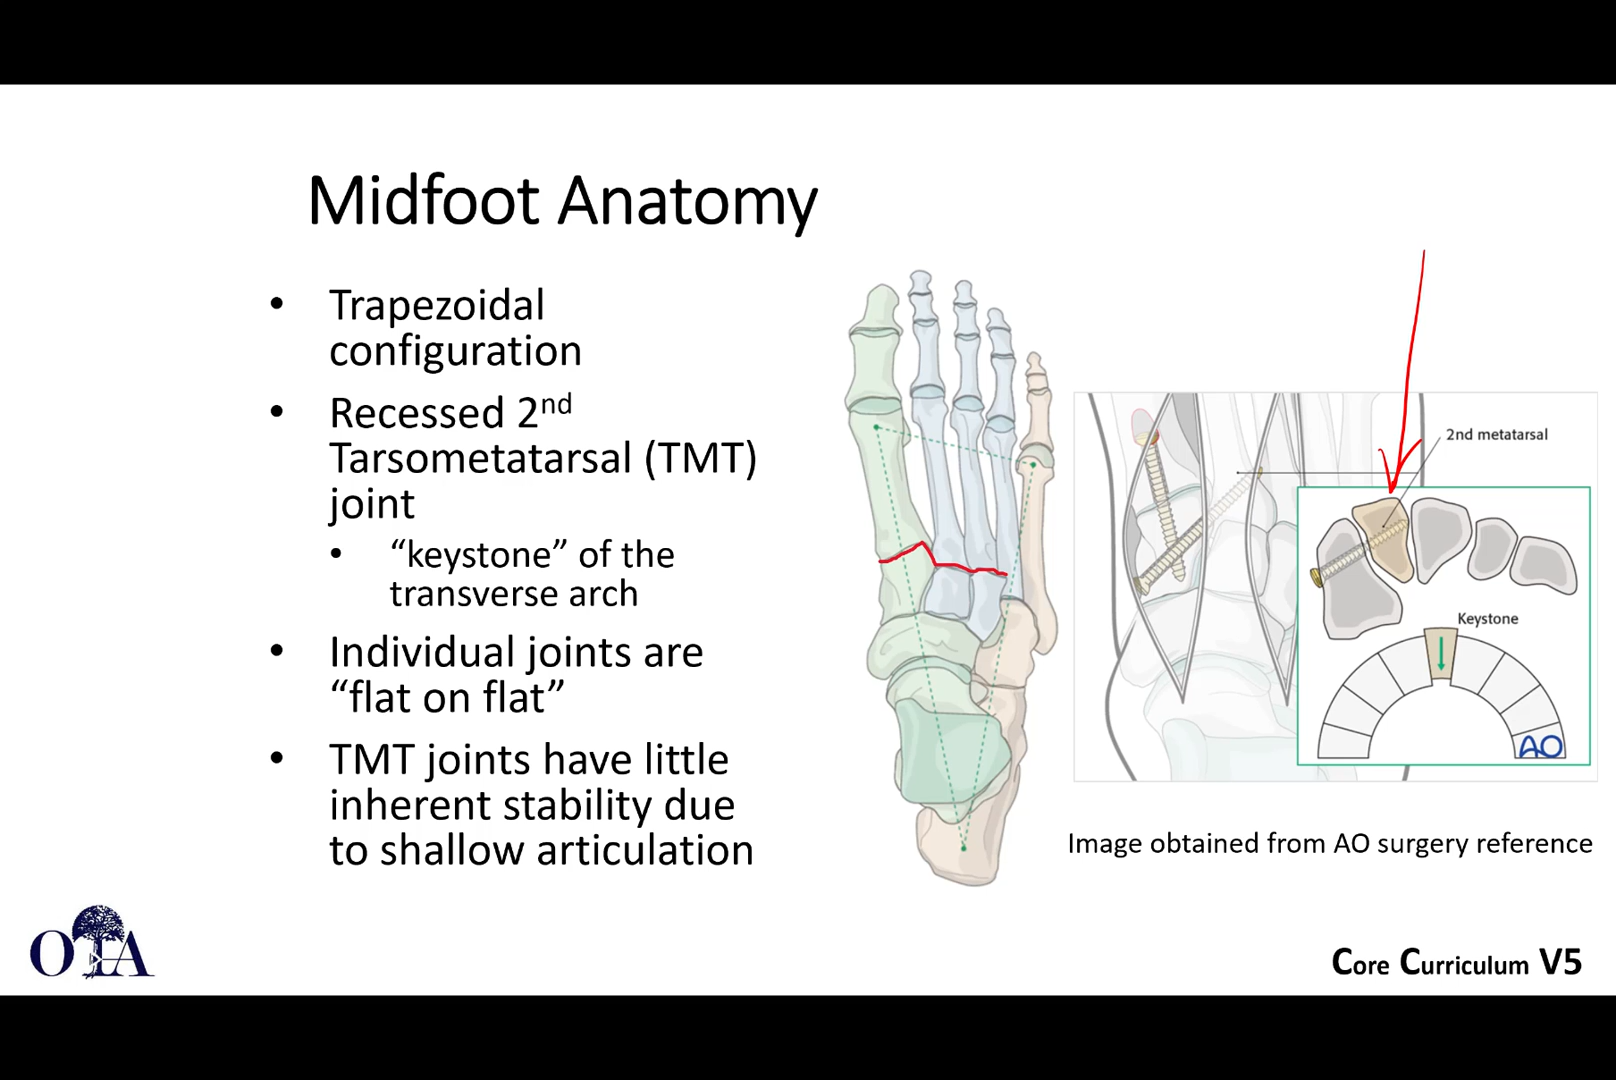 Midfoot Anatomy
• Trapezoidal
configuration
• Recessed 2nd
Tarsometatarsal (TMT)
joint
• “keystone” of the
transverse arch
• Individual joints are
“flat on flat”
• TMT joints have little
inherent stability due
to shallow articulation
2nd metatarsal
Keystone
AO
Image obtained from AO surgery reference
OTA
Core Curriculum V5